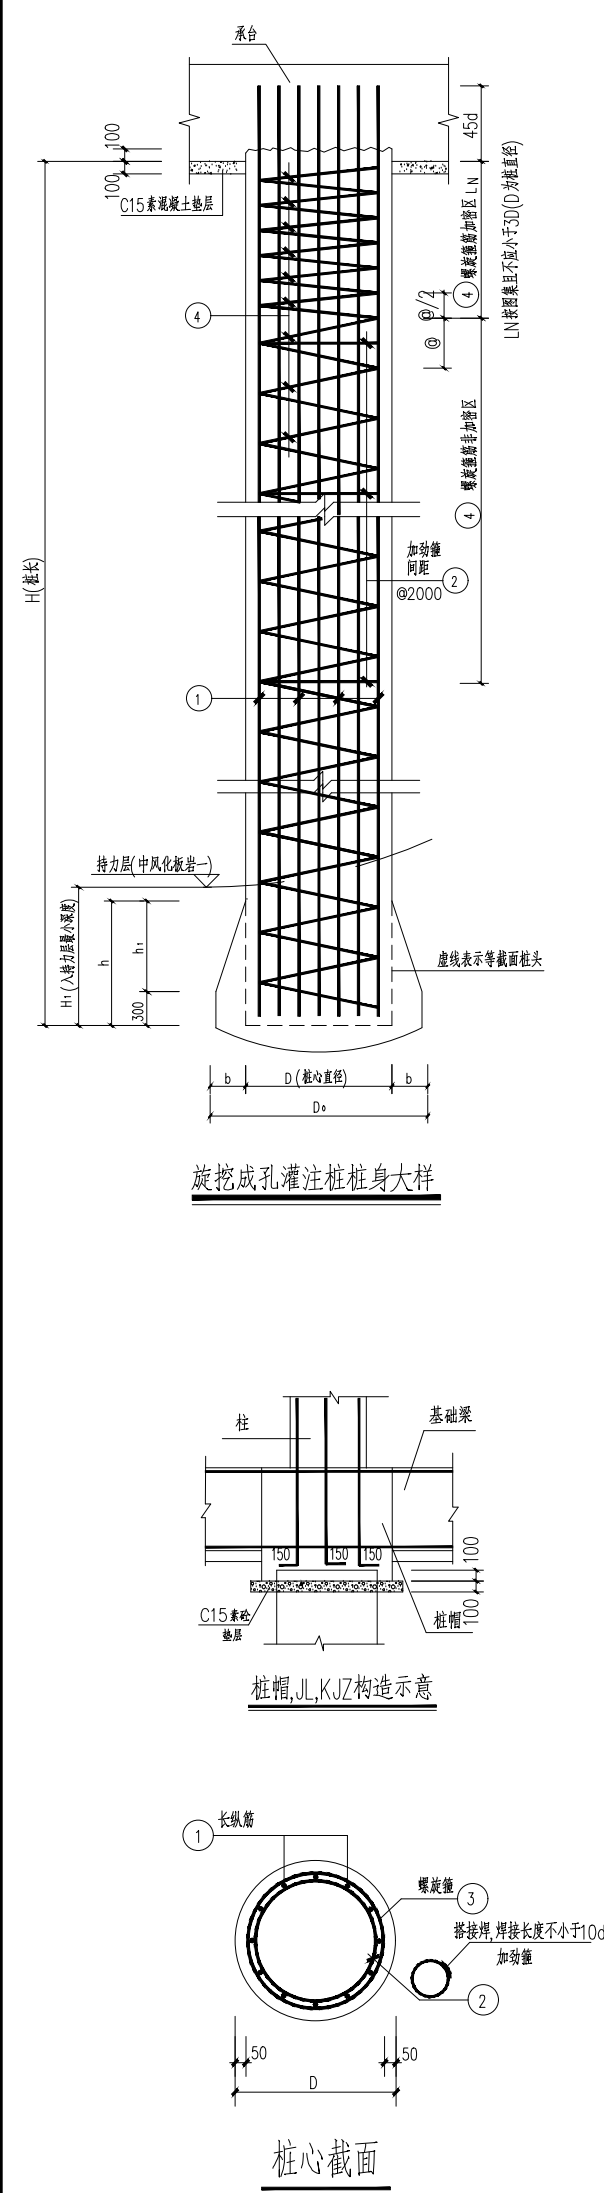 承台
100
100
C15素混凝土垫层
45d
螺旋箍筋加密区 LN
4
LN按图集且不应小于3D(D为桩直径)
@/2
@
4
螺旋箍筋非加密区
4
H(桩长)
加劲箍
间距
@2000
2
1
持力层(中风化板岩一)
H1(入持力层最小深度)
h
h1
300
虚线表示等截面桩头
b
D(桩心直径)
b
D0
旋挖成孔灌注桩桩身大样
柱
基础梁
150
150
150
100
100
C15素砼
垫层
桩帽
桩帽,JL,KJZ构造示意
1
长纵筋
螺旋箍
3
搭接焊,焊接长度不小于10d
加劲箍
2
50
50
D
桩心截面